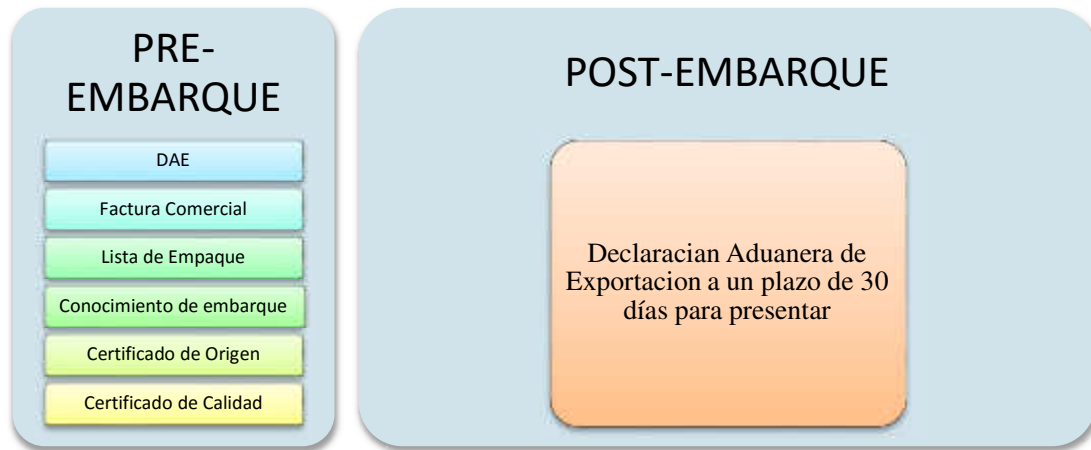 PRE-
EMBARQUE
DAE
Factura Comercial
Lista de Empaque
Conocimiento de embarque
Certificado de Origen
Certificado de Calidad
POST-EMBARQUE
Declaracian Aduanera de
Exportacion a un plazo de 30
días para presentar